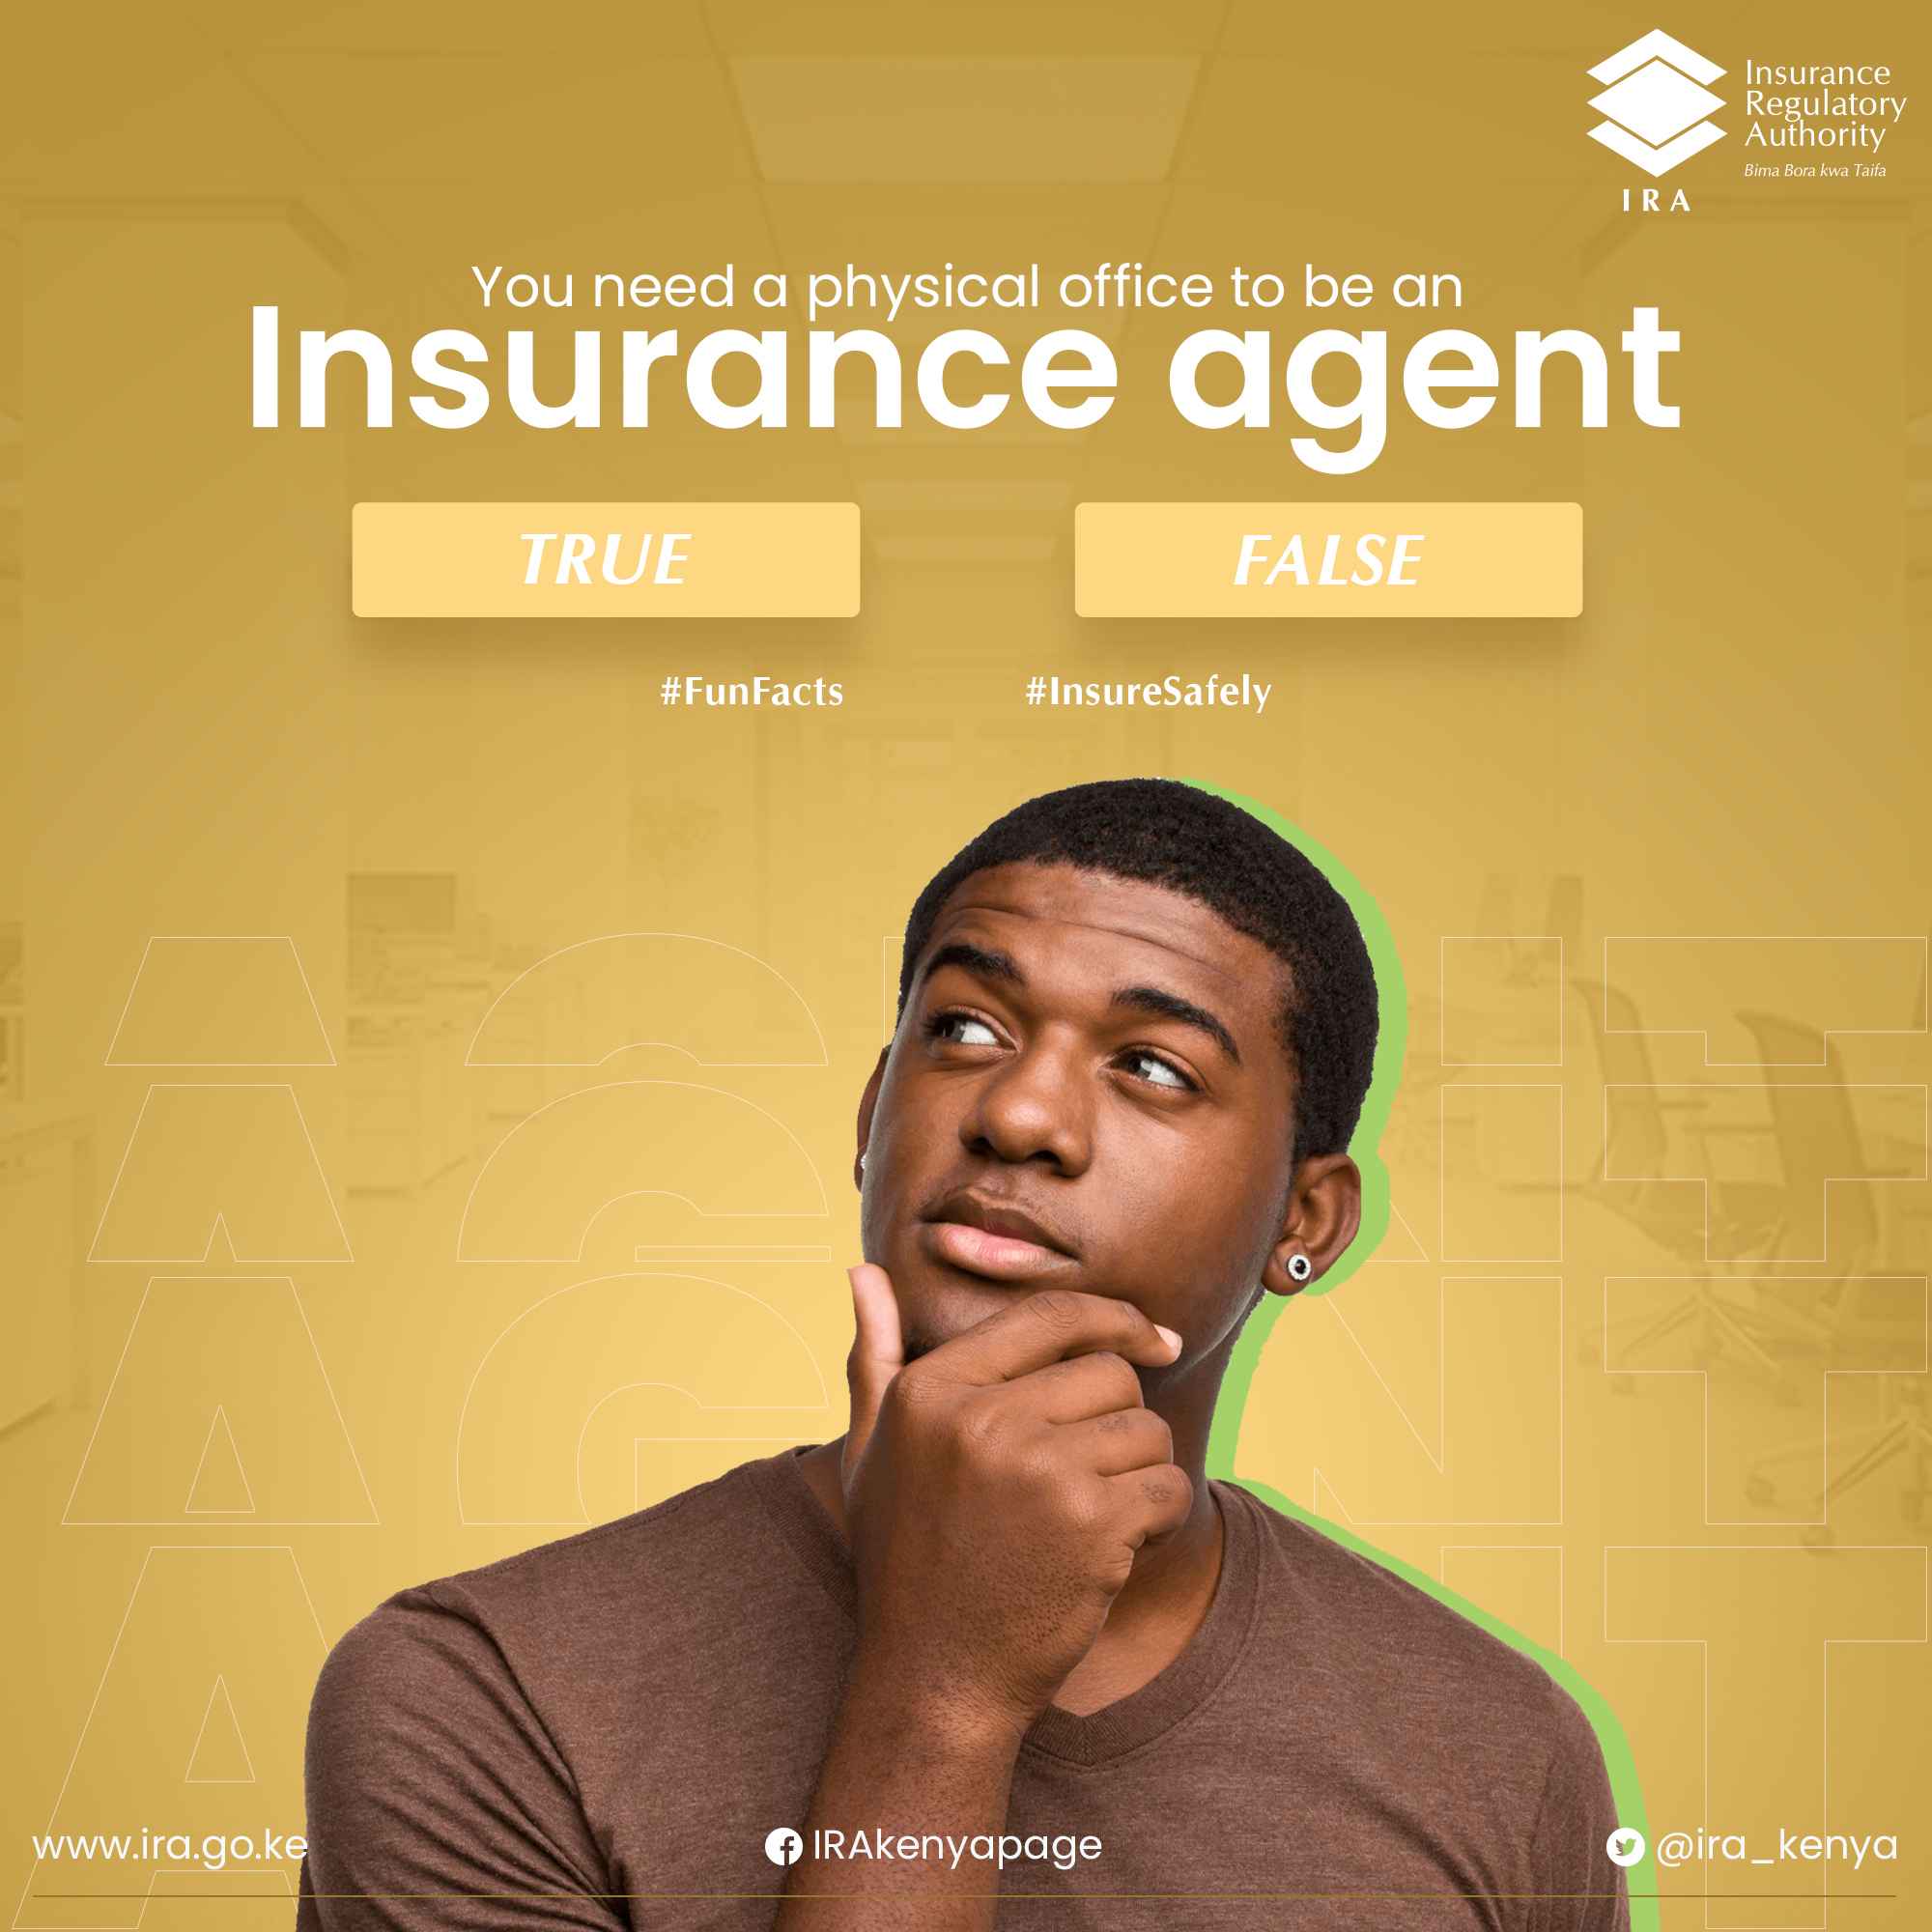 Insurance
Regulatory
Authority
Bima Bora kwa Taifa
IRA
You need a physical office to be an
Insurance agent
TRUE
FALSE
#FunFacts
#InsureSafely
www.ira.go.ke
IRAkenyapage
@ira_kenya